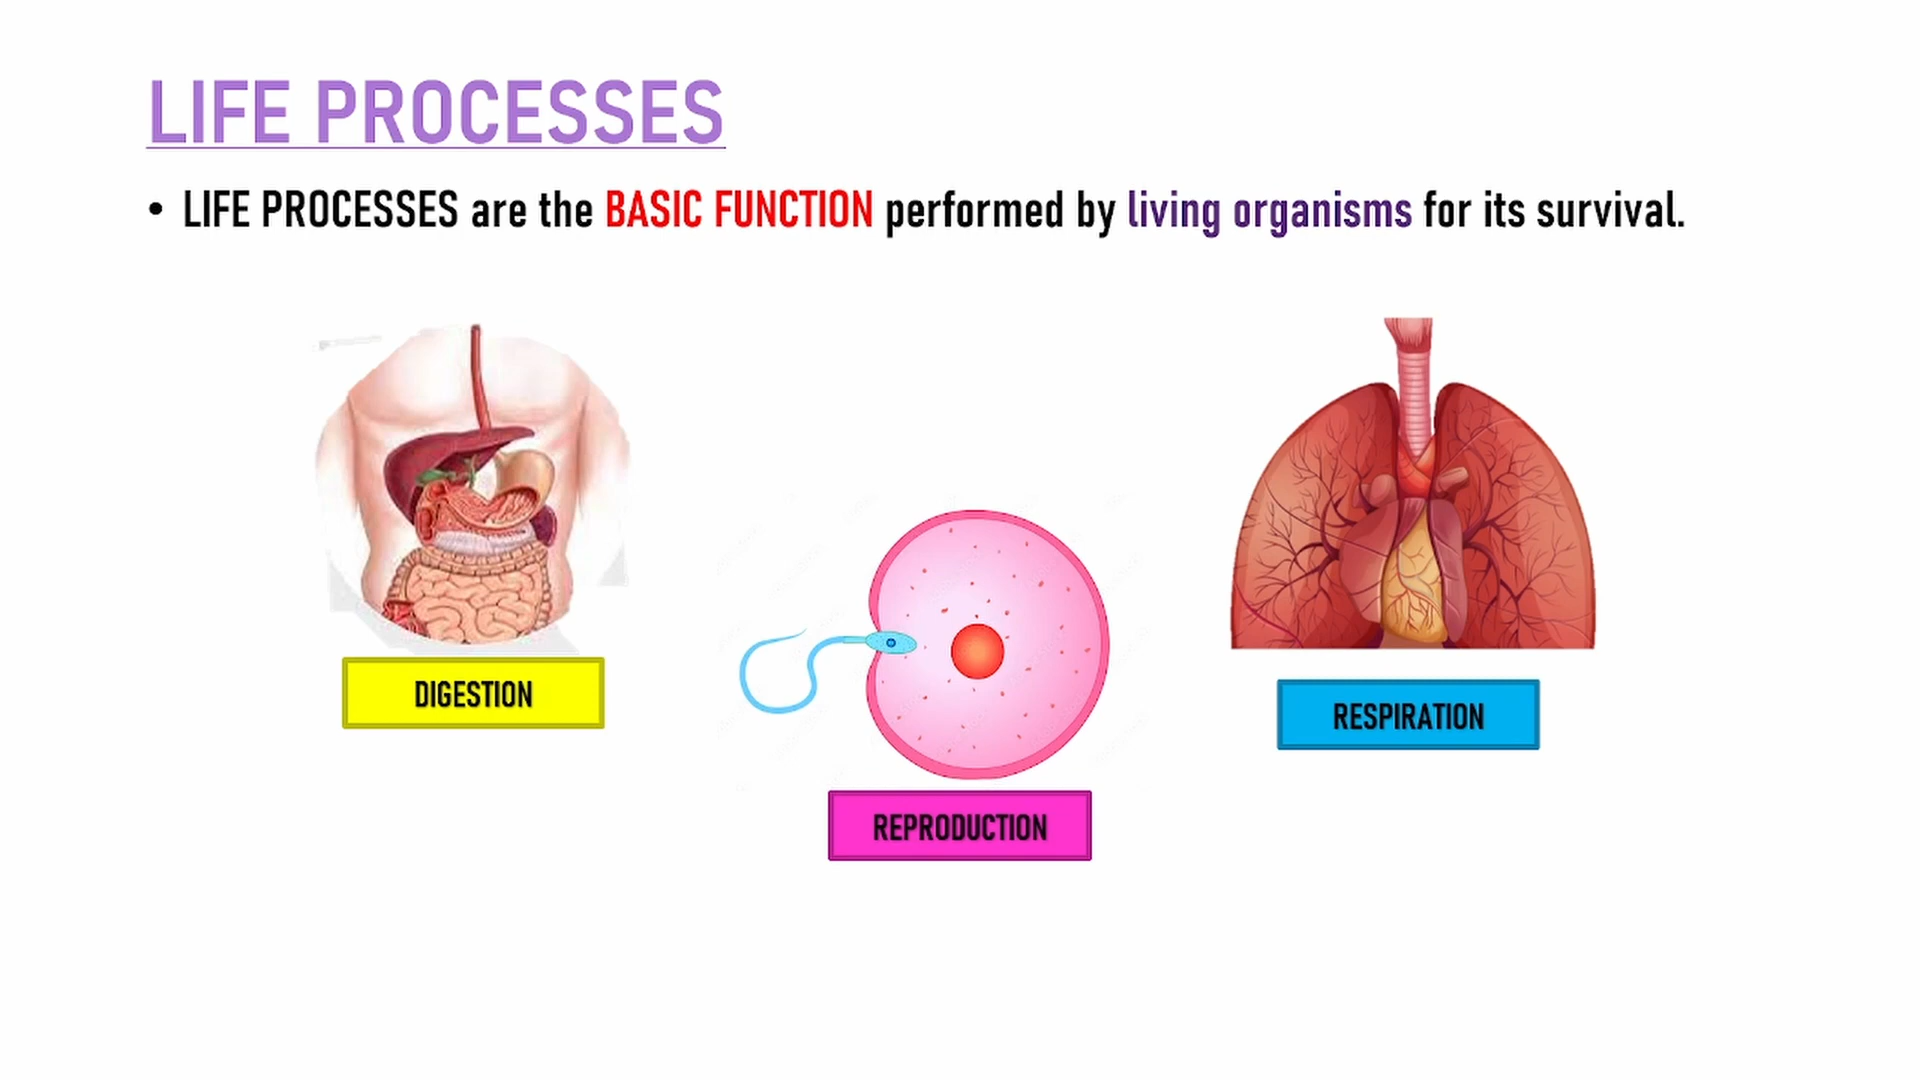 LIFE PROCESSES
• LIFE PROCESSES are the BASIC FUNCTION performed by living organisms for its survival.
DIGESTION
REPRODUCTION
RESPIRATION